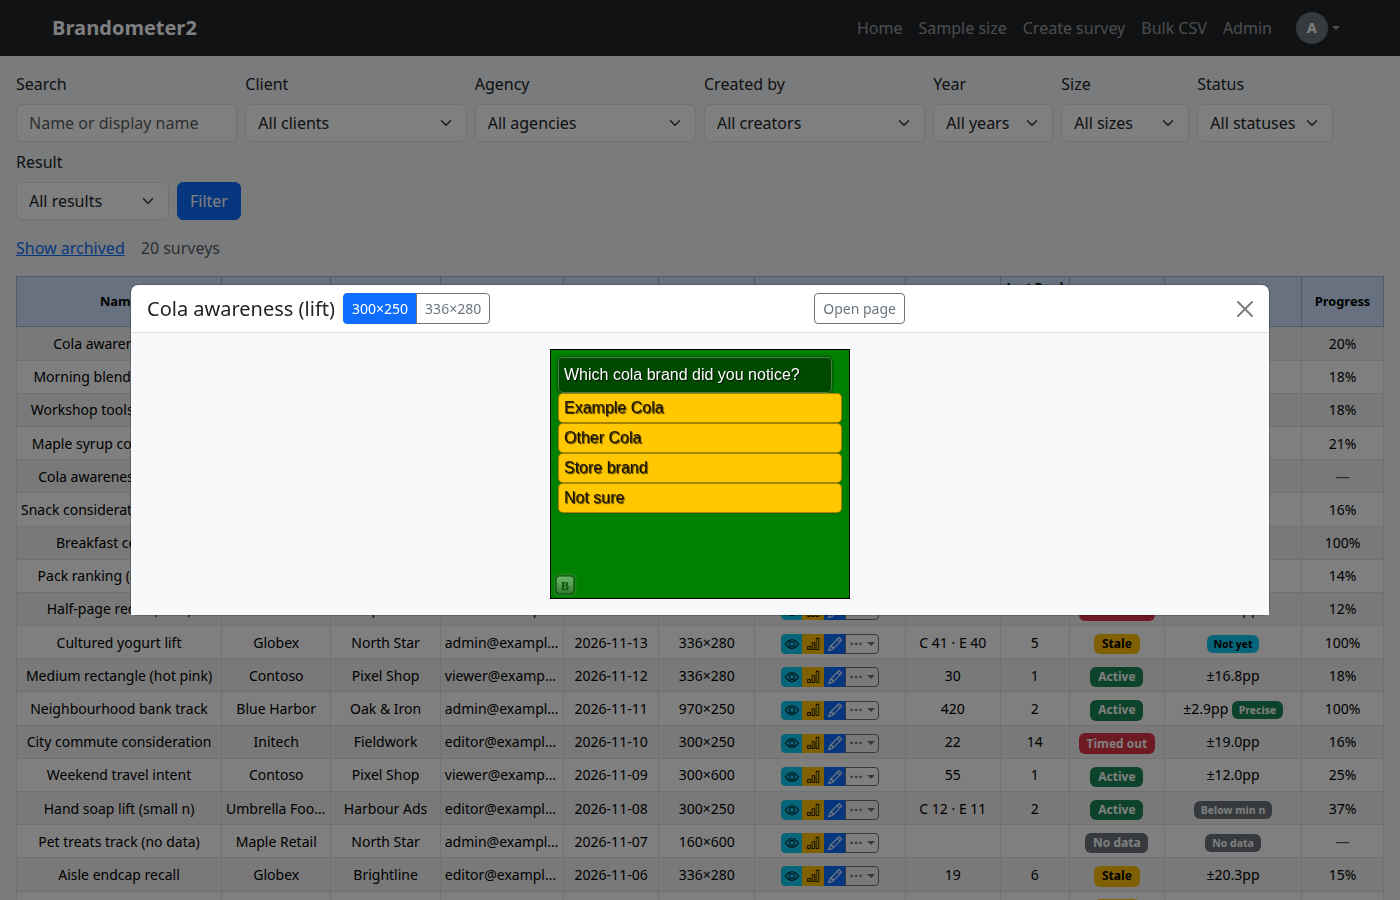 Brandometer2
Home Sample size Create survey Bulk CSV Admin A
Search Client Agency Created by Year Size Status
Name or display name All clients All agencies All creators All years All sizes All statuses
Result
All results Filter
Show archived 20 surveys
Progress
Cola awareness (lift) 300×250 336×280 Open page
Which cola brand did you notice?
Example Cola
Other Cola
Store brand
Not sure
B
20%
Morning blend 18%
Workshop tools 18%
Maple syrup 21%
—
16%
Breakfast 100%
Pack ranking 14%
12%
Cultured yogurt lift Globex North Star admin@exampl... 2026-11-13 336×280 C 41 · E 40 5 Stale Not yet 100%
Medium rectangle (hot pink) Contoso Pixel Shop viewer@examp... 2026-11-12 336×280 30 1 Active ±16.8pp 18%
Neighbourhood bank track Blue Harbor Oak & Iron admin@exampl... 2026-11-11 970×250 420 2 Active ±2.9pp Precise 100%
City commute consideration Initech Fieldwork editor@exampl... 2026-11-10 300×250 22 14 Timed out ±19.0pp 16%
Weekend travel intent Contoso Pixel Shop viewer@examp... 2026-11-09 300×600 55 1 Active ±12.0pp 25%
Hand soap lift (small n) Umbrella Foo... Harbour Ads editor@exampl... 2026-11-08 300×250 C 12 · E 11 2 Active Below min n 37%
Pet treats track (no data) Maple Retail North Star admin@exampl... 2026-11-07 160×600 No data No data —
Aisle endcap recall Globex Brightline editor@exampl... 2026-11-06 336×280 19 6 Stale ±20.3pp 15%